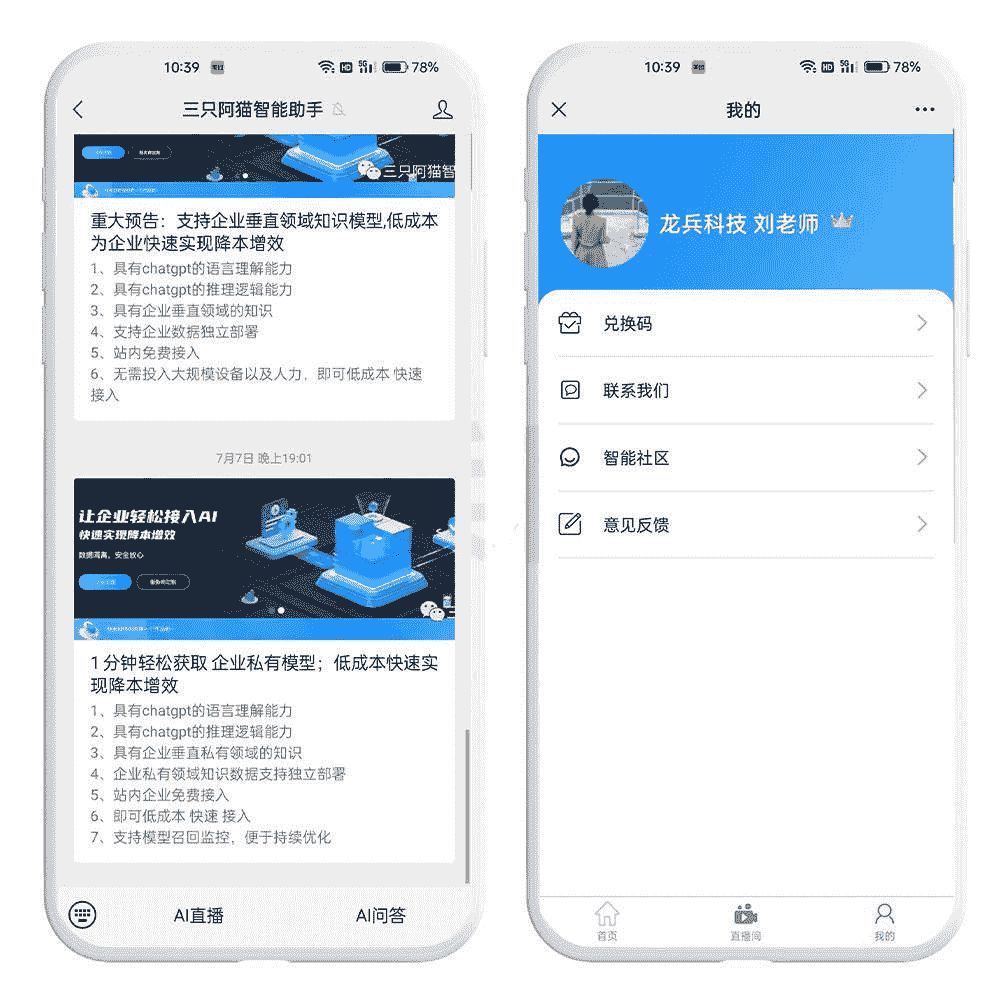 10:39
HD
5G
78%
三只阿猫智能助手
三只阿猫智
重大预告：支持企业垂直领域知识模型,低成本
为企业快速实现降本增效
1、具有chatgpt的语言理解能力
2、具有chatgpt的推理逻辑能力
3、具有企业垂直领域的知识
4、支持企业数据独立部署
5、站内免费接入
6、无需投入大规模设备以及人力，即可低成本 快速
接入
7月7日 晚上19:01
让企业轻松接入AI
快速实现降本增效
数据隔离，安全放心
1 分钟轻松获取 企业私有模型；低成本快速实
现降本增效
1、具有chatgpt的语言理解能力
2、具有chatgpt的推理逻辑能力
3、具有企业垂直私有领域的知识
4、企业私有领域知识数据支持独立部署
5、站内企业免费接入
6、即可低成本 快速 接入
7、支持模型召回监控，便于持续优化
AI直播
AI问答
10:39
HD
5G
78%
我的
龙兵科技 刘老师
兑换码
联系我们
智能社区
意见反馈
首页
直播间
我的